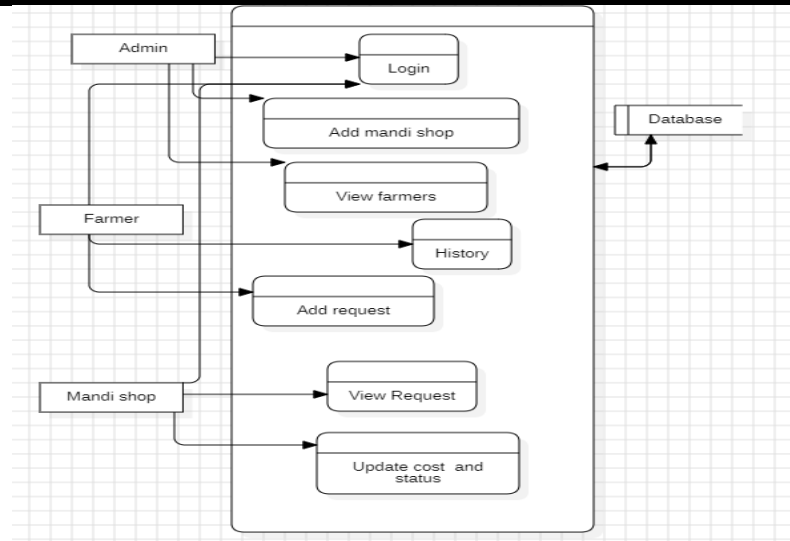 Admin
Login
Database
Add mandi shop
View farmers
Farmer
History
Add request
Mandi shop
View Request
Update cost and
status